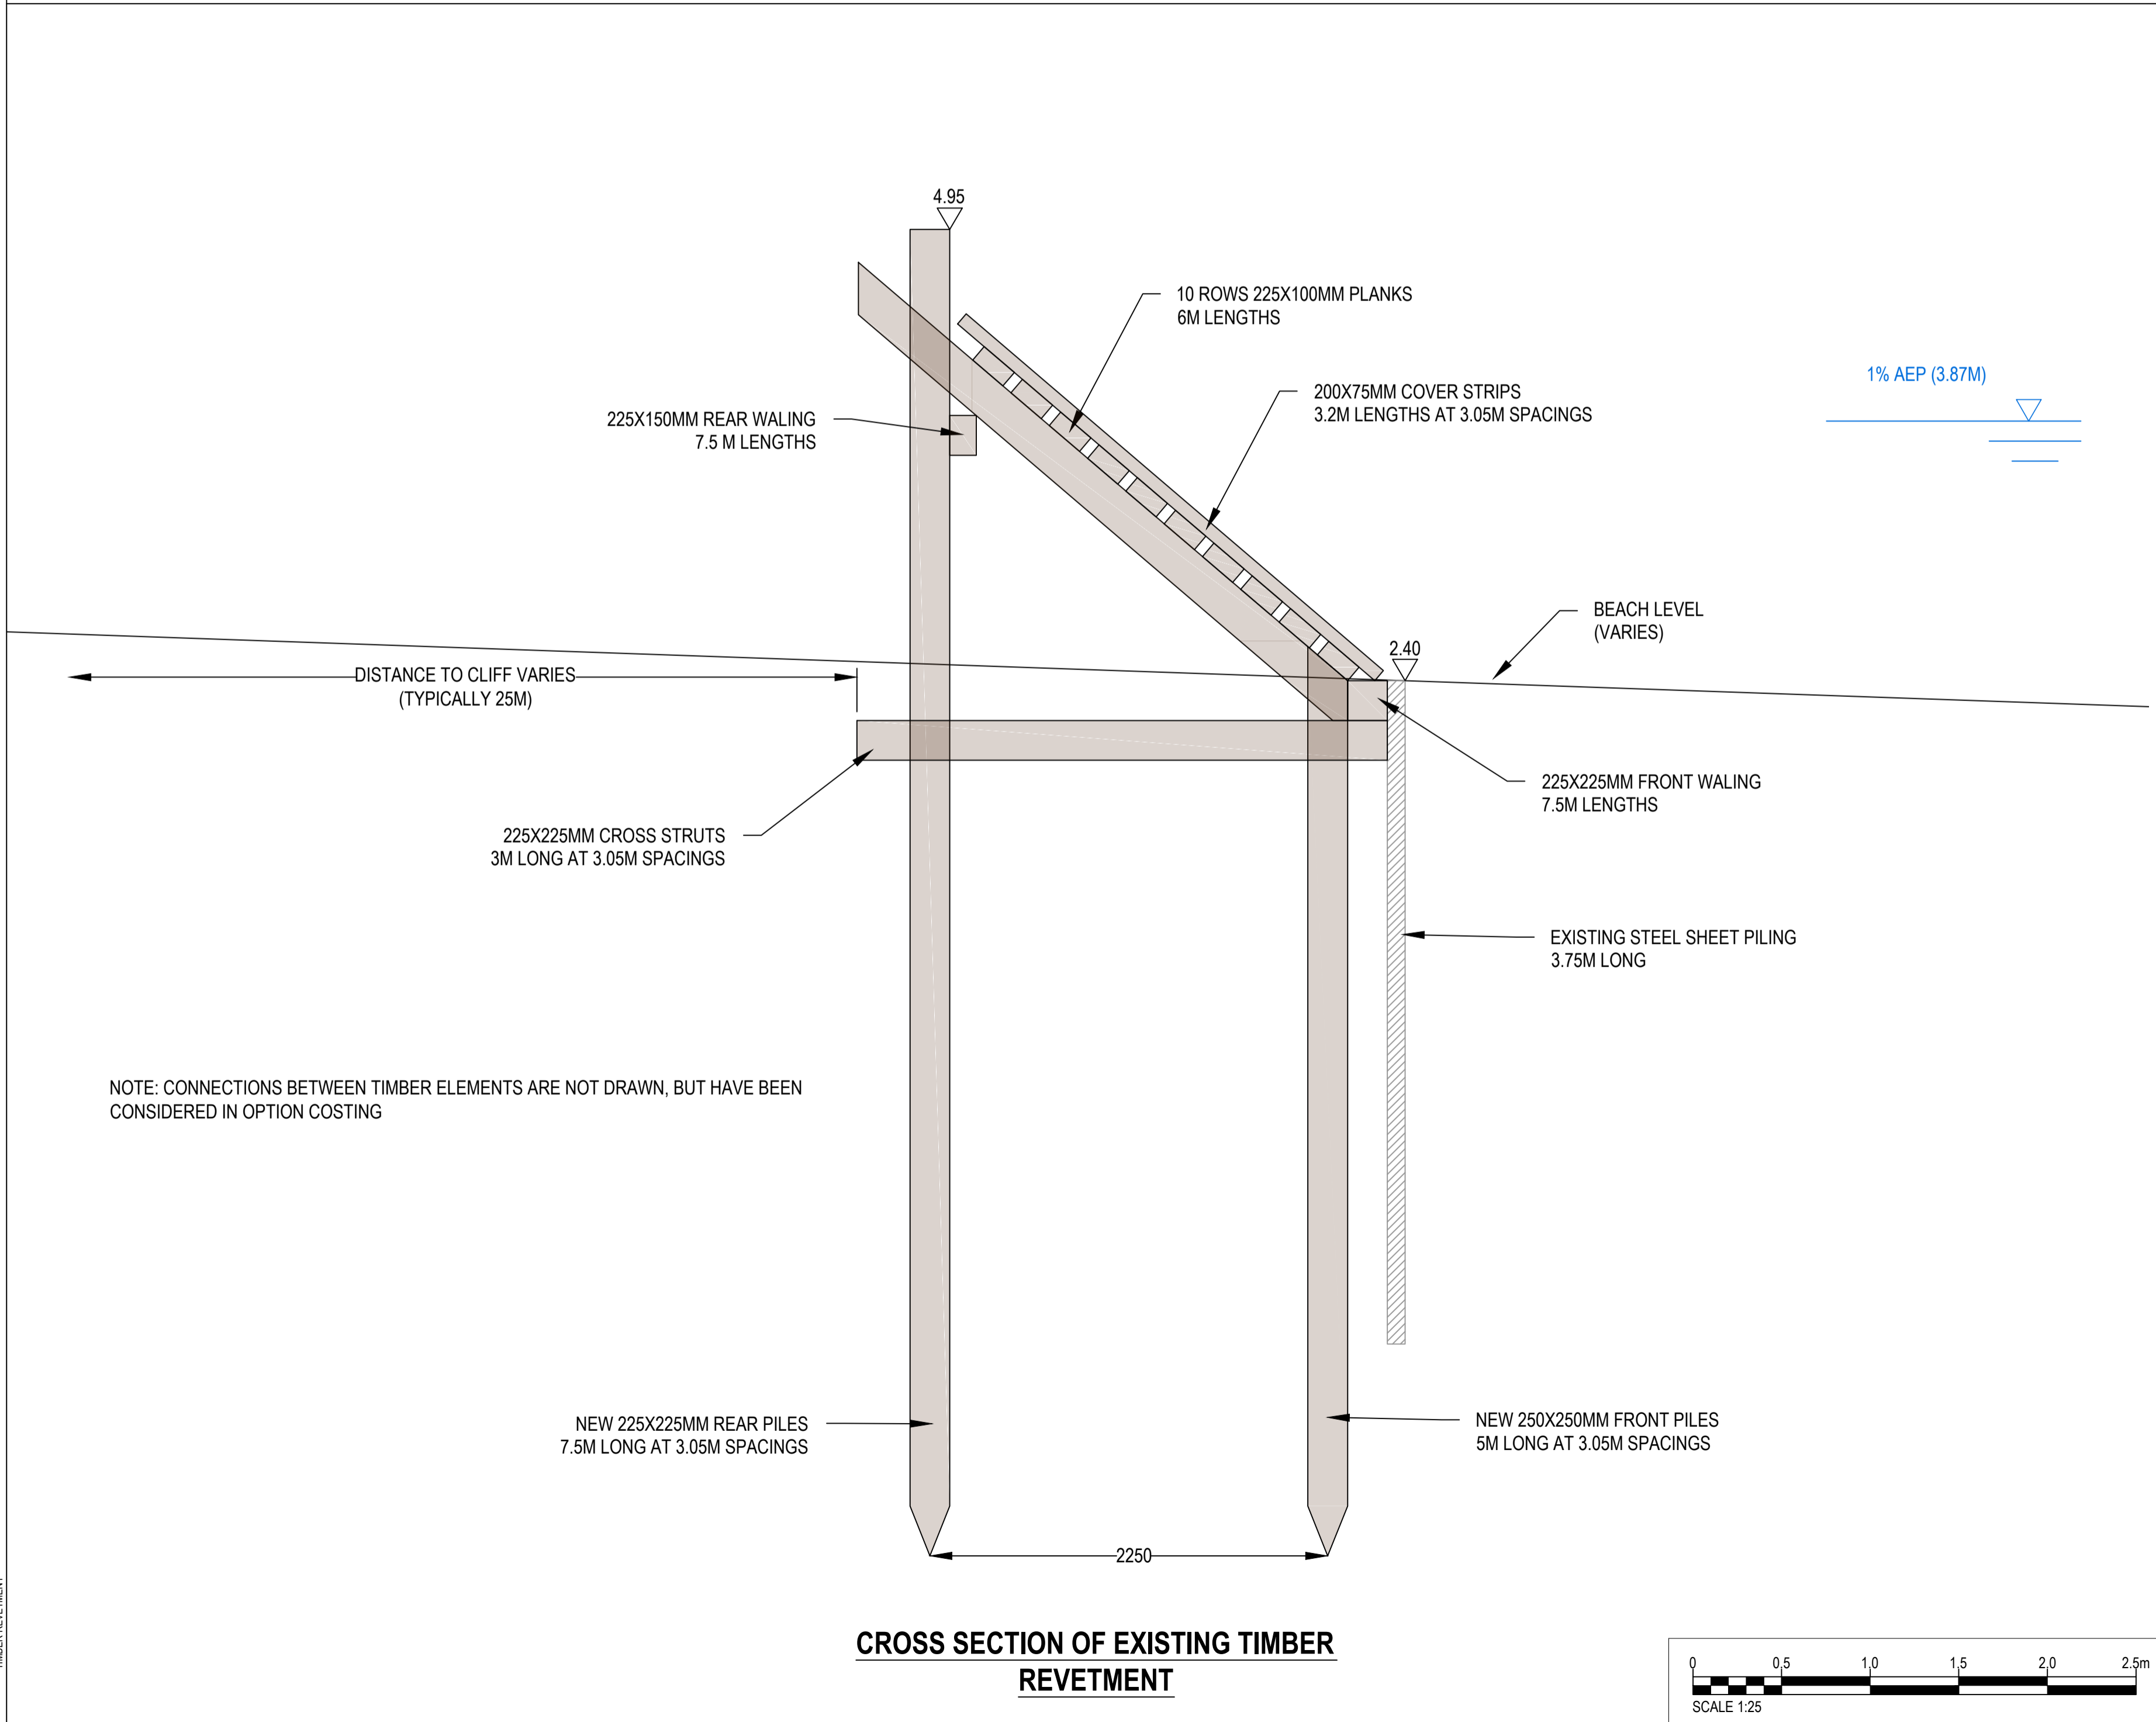 4.95
10 ROWS 225X100MM PLANKS
6M LENGTHS
1% AEP (3.87M)
200X75MM COVER STRIPS
3.2M LENGTHS AT 3.05M SPACINGS
225X150MM REAR WALING
7.5 M LENGTHS
BEACH LEVEL
(VARIES)
2.40
DISTANCE TO CLIFF VARIES
(TYPICALLY 25M)
225X225MM FRONT WALING
7.5M LENGTHS
225X225MM CROSS STRUTS
3M LONG AT 3.05M SPACINGS
EXISTING STEEL SHEET PILING
3.75M LONG
NOTE: CONNECTIONS BETWEEN TIMBER ELEMENTS ARE NOT DRAWN, BUT HAVE BEEN
CONSIDERED IN OPTION COSTING
NEW 225X225MM REAR PILES
7.5M LONG AT 3.05M SPACINGS
NEW 250X250MM FRONT PILES
5M LONG AT 3.05M SPACINGS
2250
CROSS SECTION OF EXISTING TIMBER
REVETMENT
0 0.5 1.0 1.5 2.0 2.5m
SCALE 1:25